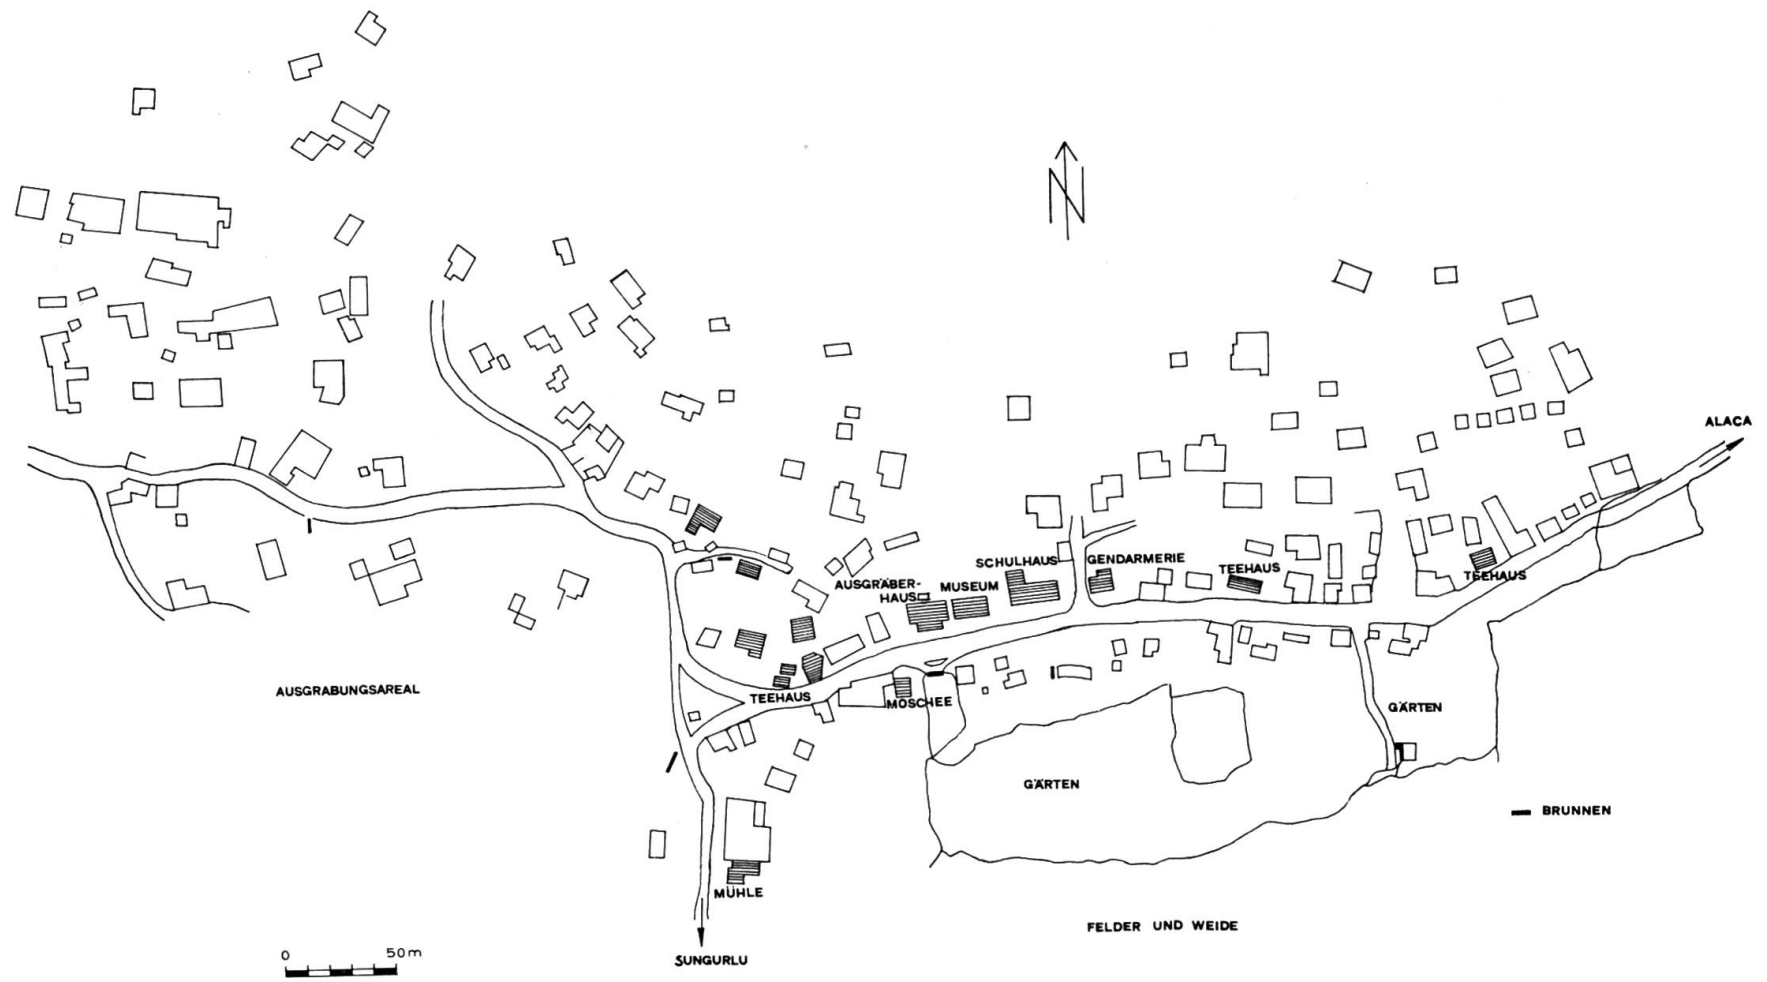 N
ALACA
SCHULHAUS
GENDARMERIE
TEEHAUS
TEEHAUS
AUSGRÄBER-
HAUS
MUSEUM
AUSGRABUNGSAREAL
TEEHAUS
MOSCHEE
GÄRTEN
GÄRTEN
BRUNNEN
MÜHLE
FELDER UND WEIDE
0 50 m
SUNGURLU